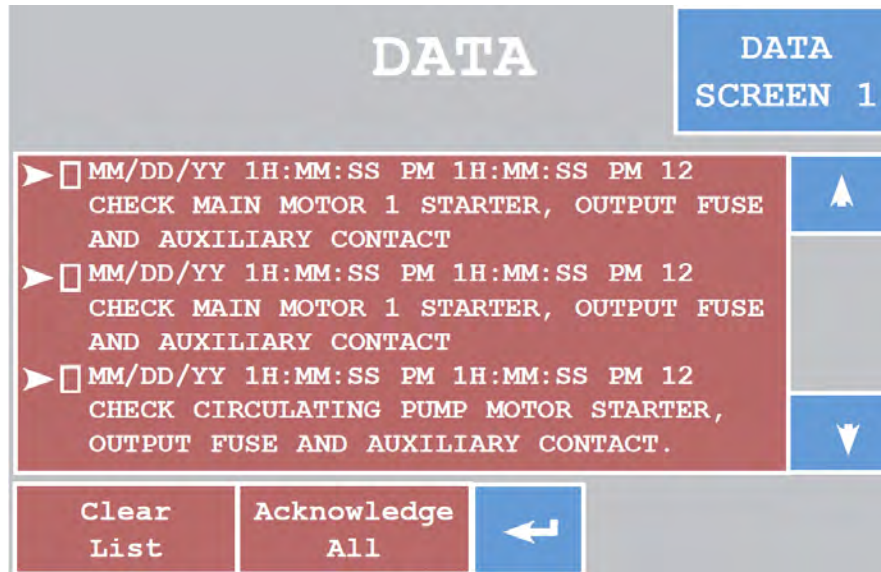 DATA
DATA
SCREEN 1
MM/DD/YY 1H:MM:SS PM 1H:MM:SS PM 12
CHECK MAIN MOTOR 1 STARTER, OUTPUT FUSE
AND AUXILIARY CONTACT
MM/DD/YY 1H:MM:SS PM 1H:MM:SS PM 12
CHECK MAIN MOTOR 1 STARTER, OUTPUT FUSE
AND AUXILIARY CONTACT
MM/DD/YY 1H:MM:SS PM 1H:MM:SS PM 12
CHECK CIRCULATING PUMP MOTOR STARTER,
OUTPUT FUSE AND AUXILIARY CONTACT.
Clear
List
Acknowledge
All